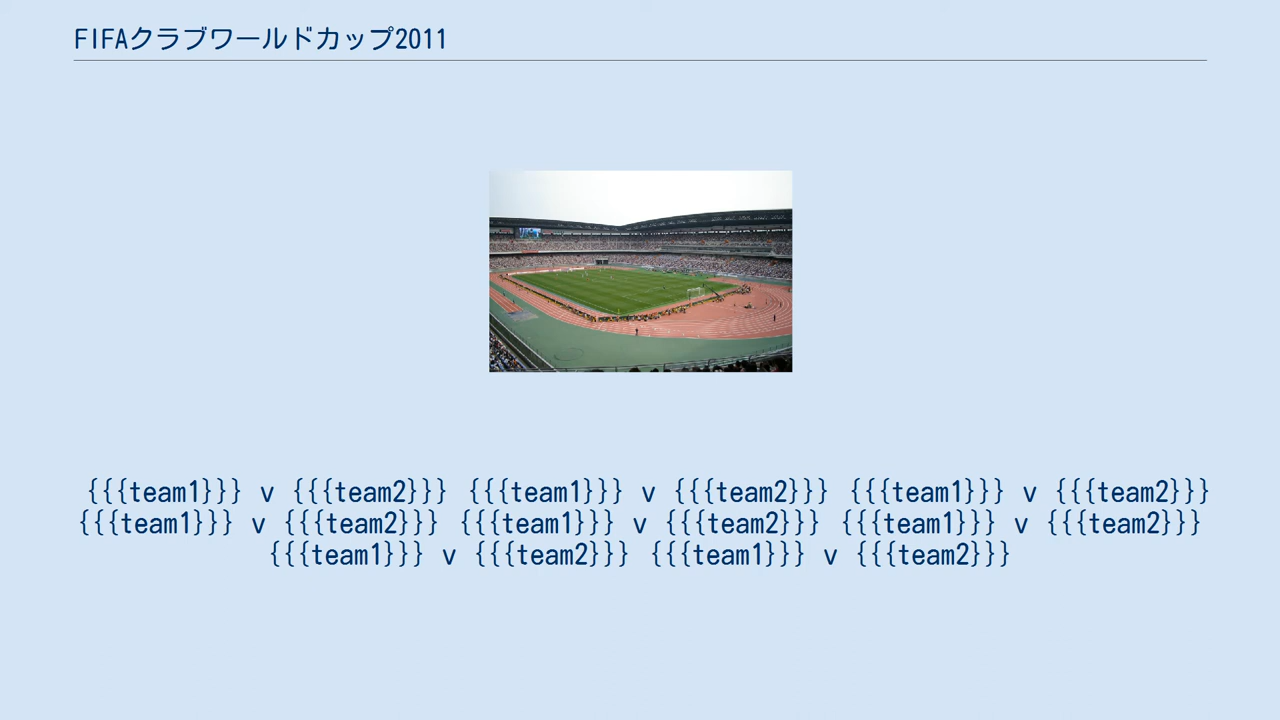 FIFAクラブワールドカップ2011
{{{team1}}} v {{{team2}}} {{{team1}}} v {{{team2}}} {{{team1}}} v {{{team2}}}
{{{team1}}} v {{{team2}}} {{{team1}}} v {{{team2}}} {{{team1}}} v {{{team2}}}
{{{team1}}} v {{{team2}}} {{{team1}}} v {{{team2}}}